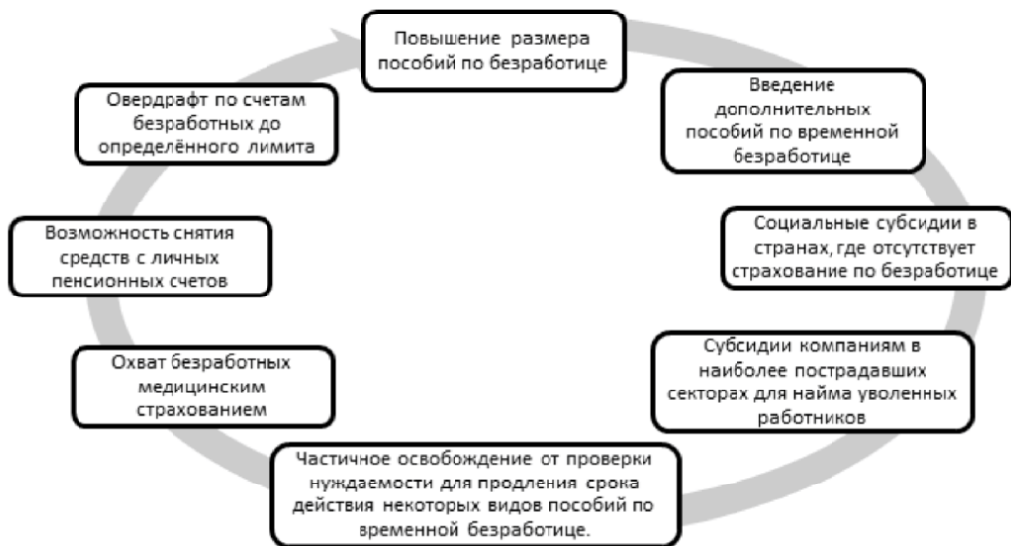 Повышение размера
пособий по безработице
Введение
дополнительных
пособий по временной
безработице
Социальные субсидии в
странах, где отсутствует
страхование по безработице
Субсидии компаниям в
наиболее пострадавших
секторах для найма уволенных
работников
Частичное освобождение от проверки
нуждаемости для продления срока
действия некоторых видов пособий по
временной безработице.
Охват безработных
медицинским
страхованием
Возможность снятия
средств с личных
пенсионных счетов
Овердрафт по счетам
безработных до
определённого лимита